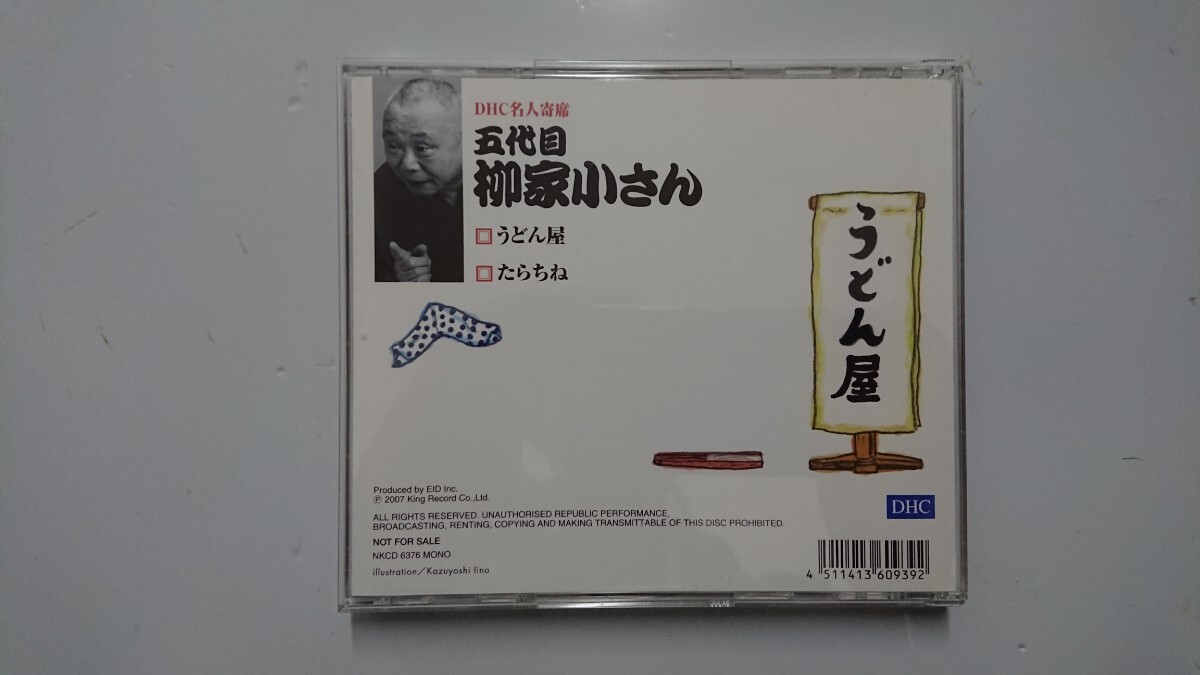 DHC名人寄席
五代目
柳家小さん
うどん屋
たらちね
うどん屋
Produced by EID Inc.
℗ 2007 King Record Co.,Ltd.
ALL RIGHTS RESERVED. UNAUTHORISED REPUBLIC PERFORMANCE,
BROADCASTING, RENTING, COPYING AND MAKING TRANSMITTABLE OF THIS DISC PROHIBITED.
NOT FOR SALE
NKCD 6376 MONO
illustration／Kazuyoshi Iino
DHC
4 511413 609392